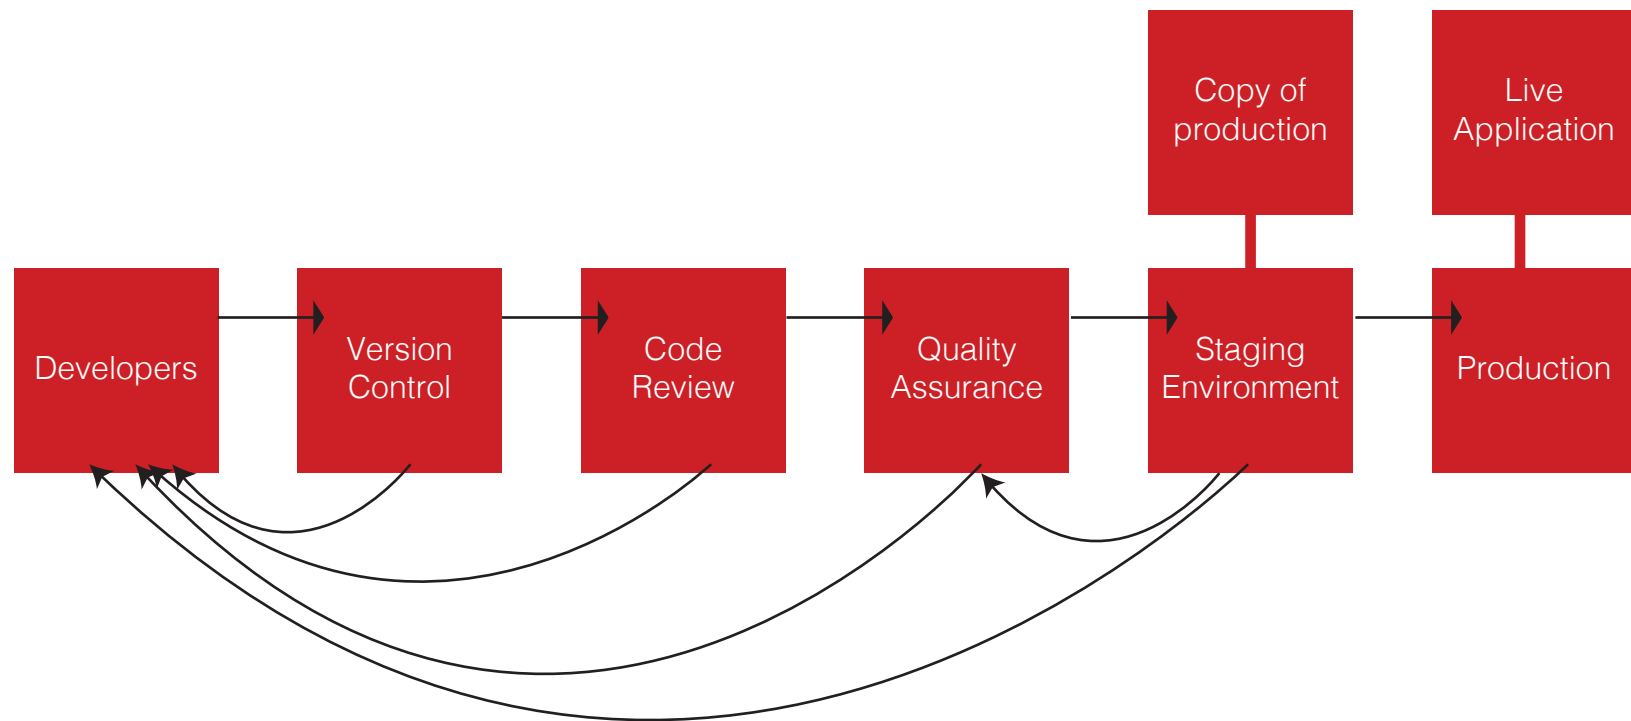 Copy of
production
Live
Application
Developers
Version
Control
Code
Review
Quality
Assurance
Staging
Environment
Production